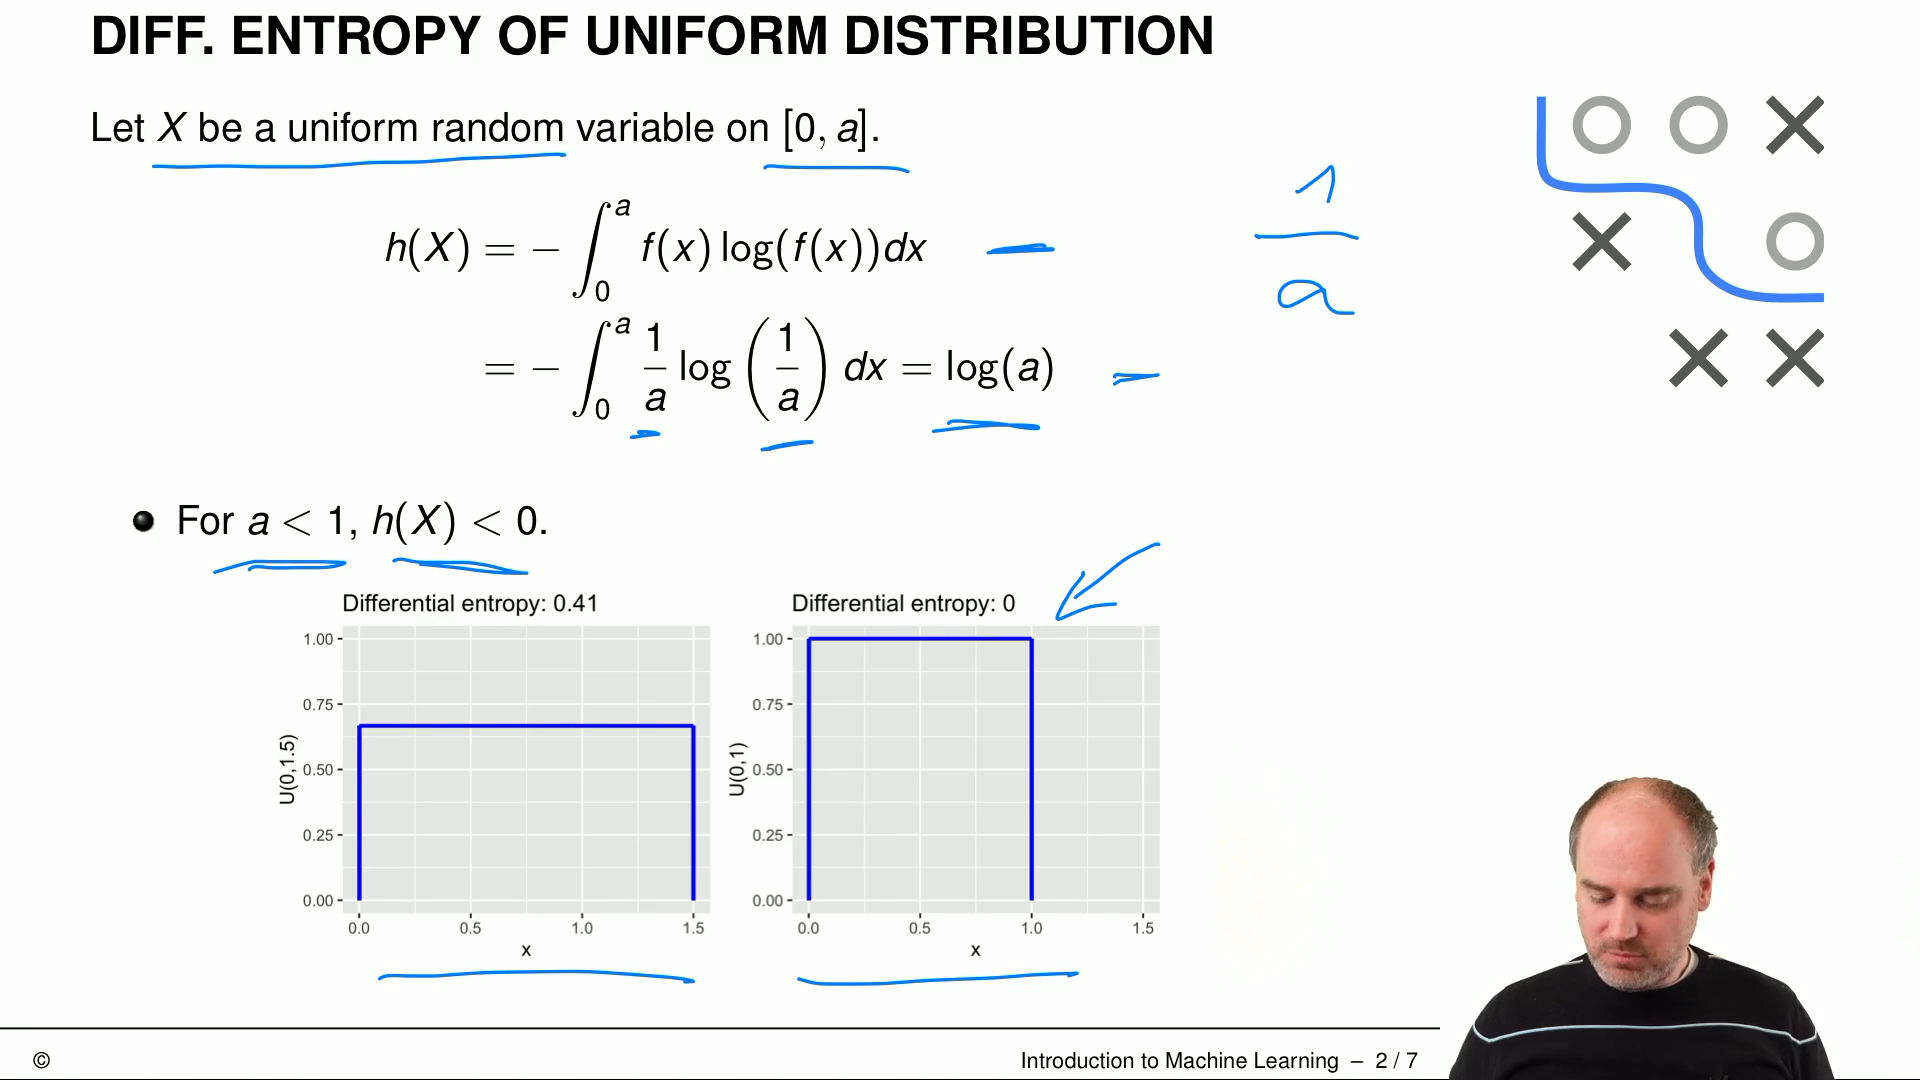 DIFF. ENTROPY OF UNIFORM DISTRIBUTION
Let X be a uniform random variable on [0, a].
h(X) = − ∫₀ᵃ f(x) log(f(x))dx
= − ∫₀ᵃ 1/a log (1/a) dx = log(a)
1
a
• For a < 1, h(X) < 0.
Differential entropy: 0.41
1.00
0.75
0.50
0.25
0.00
U(0,1.5)
0.0 0.5 1.0 1.5
x
Differential entropy: 0
1.00
0.75
0.50
0.25
0.00
U(0,1)
0.0 0.5 1.0 1.5
x
© Introduction to Machine Learning – 2 / 7